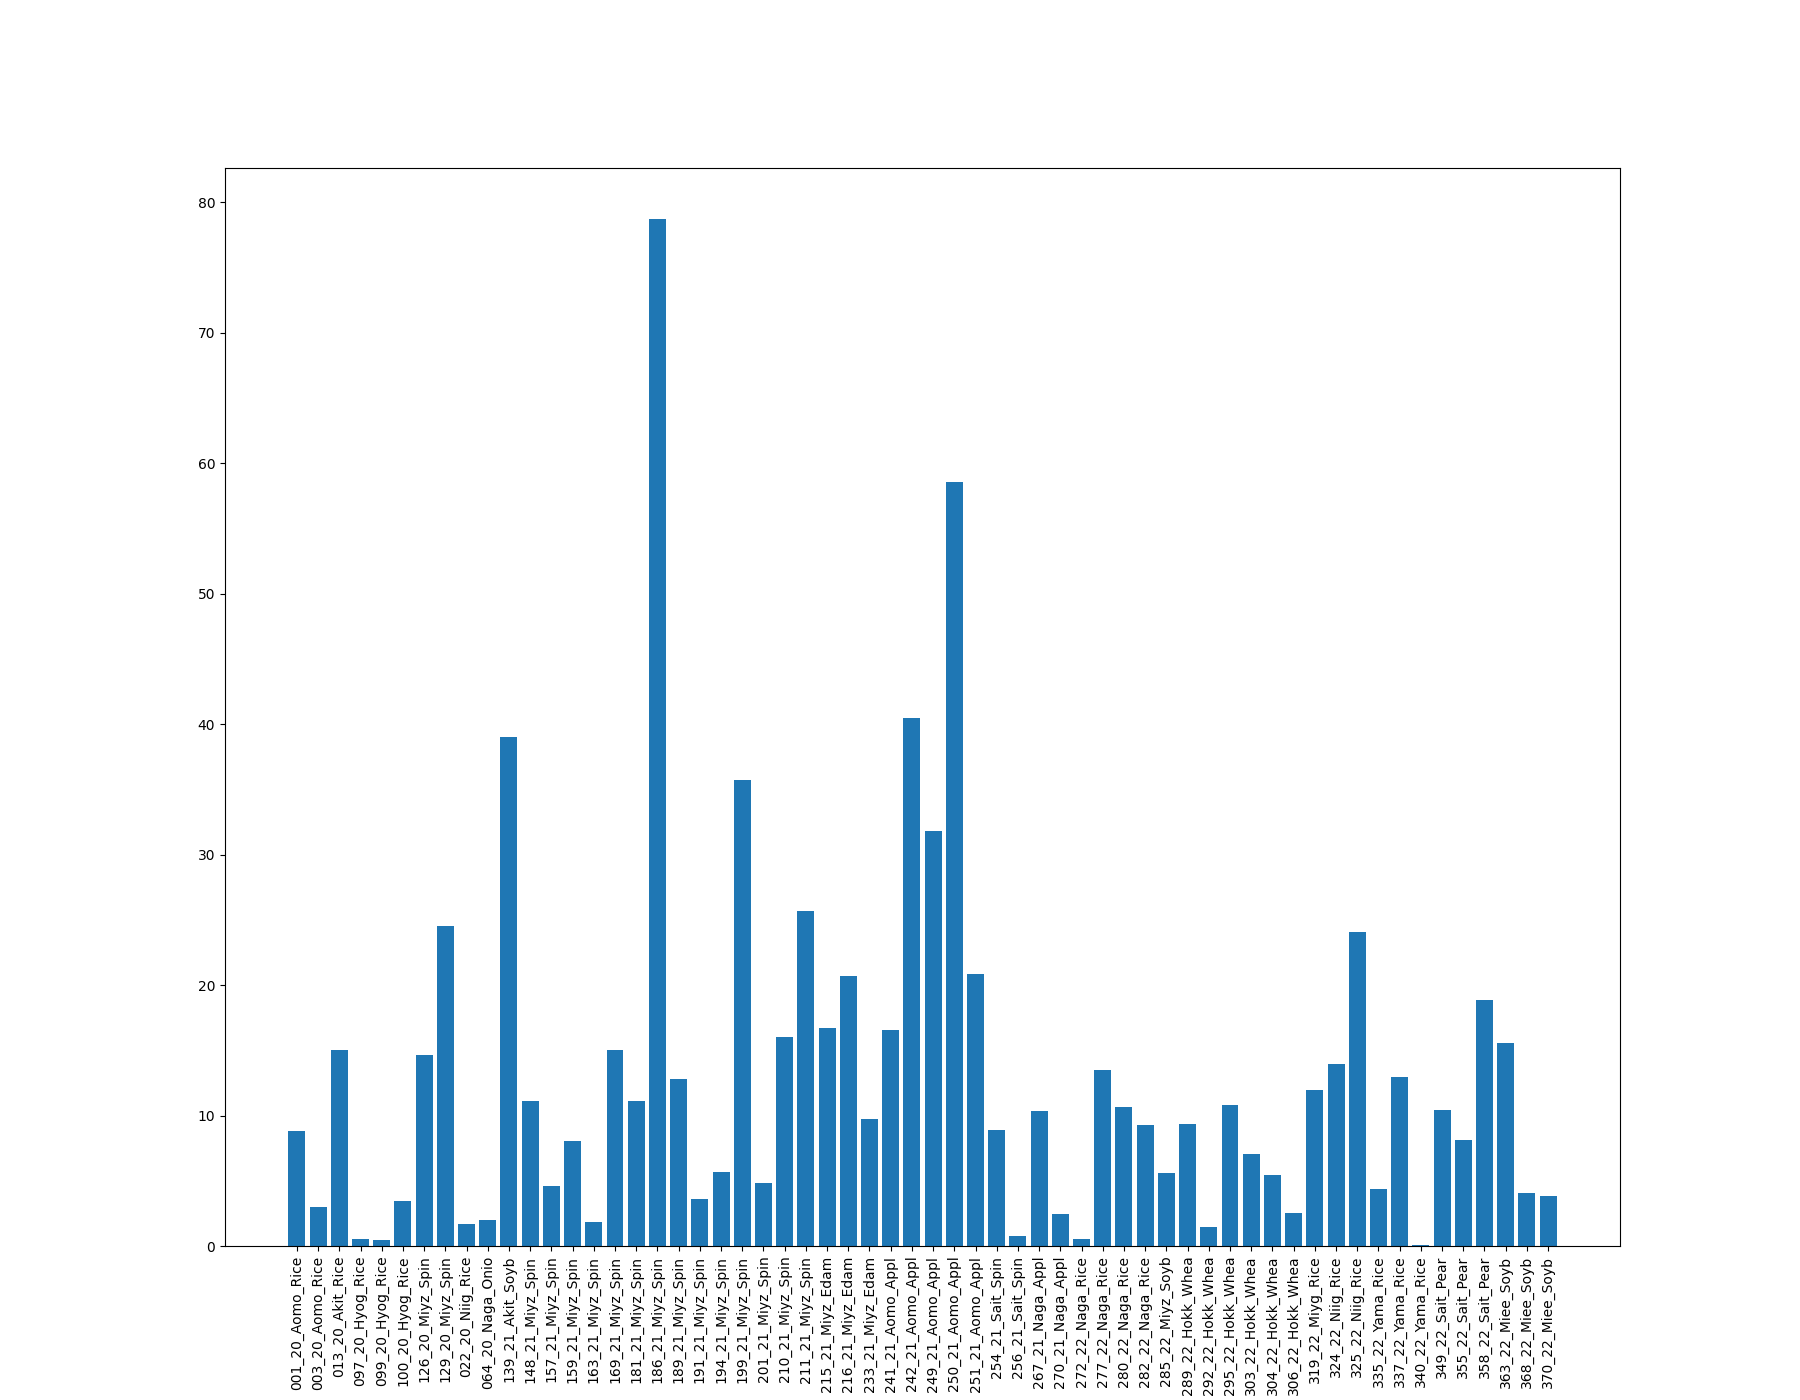 80
70
60
50
40
30
20
10
0
001_20_Aomo_Rice
003_20_Aomo_Rice
013_20_Akit_Rice
097_20_Hyog_Rice
099_20_Hyog_Rice
100_20_Hyog_Rice
126_20_Miyz_Spin
129_20_Miyz_Spin
022_20_Niig_Rice
064_20_Naga_Onio
139_21_Akit_Soyb
148_21_Miyz_Spin
157_21_Miyz_Spin
159_21_Miyz_Spin
163_21_Miyz_Spin
169_21_Miyz_Spin
181_21_Miyz_Spin
186_21_Miyz_Spin
189_21_Miyz_Spin
191_21_Miyz_Spin
194_21_Miyz_Spin
199_21_Miyz_Spin
201_21_Miyz_Spin
210_21_Miyz_Spin
211_21_Miyz_Spin
215_21_Miyz_Edam
216_21_Miyz_Edam
233_21_Miyz_Edam
241_21_Aomo_Appl
242_21_Aomo_Appl
249_21_Aomo_Appl
250_21_Aomo_Appl
251_21_Aomo_Appl
254_21_Sait_Spin
256_21_Sait_Spin
267_21_Naga_Appl
270_21_Naga_Appl
272_22_Naga_Rice
277_22_Naga_Rice
280_22_Naga_Rice
282_22_Naga_Rice
285_22_Miyz_Soyb
289_22_Hokk_Whea
292_22_Hokk_Whea
295_22_Hokk_Whea
303_22_Hokk_Whea
304_22_Hokk_Whea
306_22_Hokk_Whea
319_22_Miyg_Rice
324_22_Niig_Rice
325_22_Niig_Rice
335_22_Yama_Rice
337_22_Yama_Rice
340_22_Yama_Rice
349_22_Sait_Pear
355_22_Sait_Pear
358_22_Sait_Pear
363_22_Miee_Soyb
368_22_Miee_Soyb
370_22_Miee_Soyb